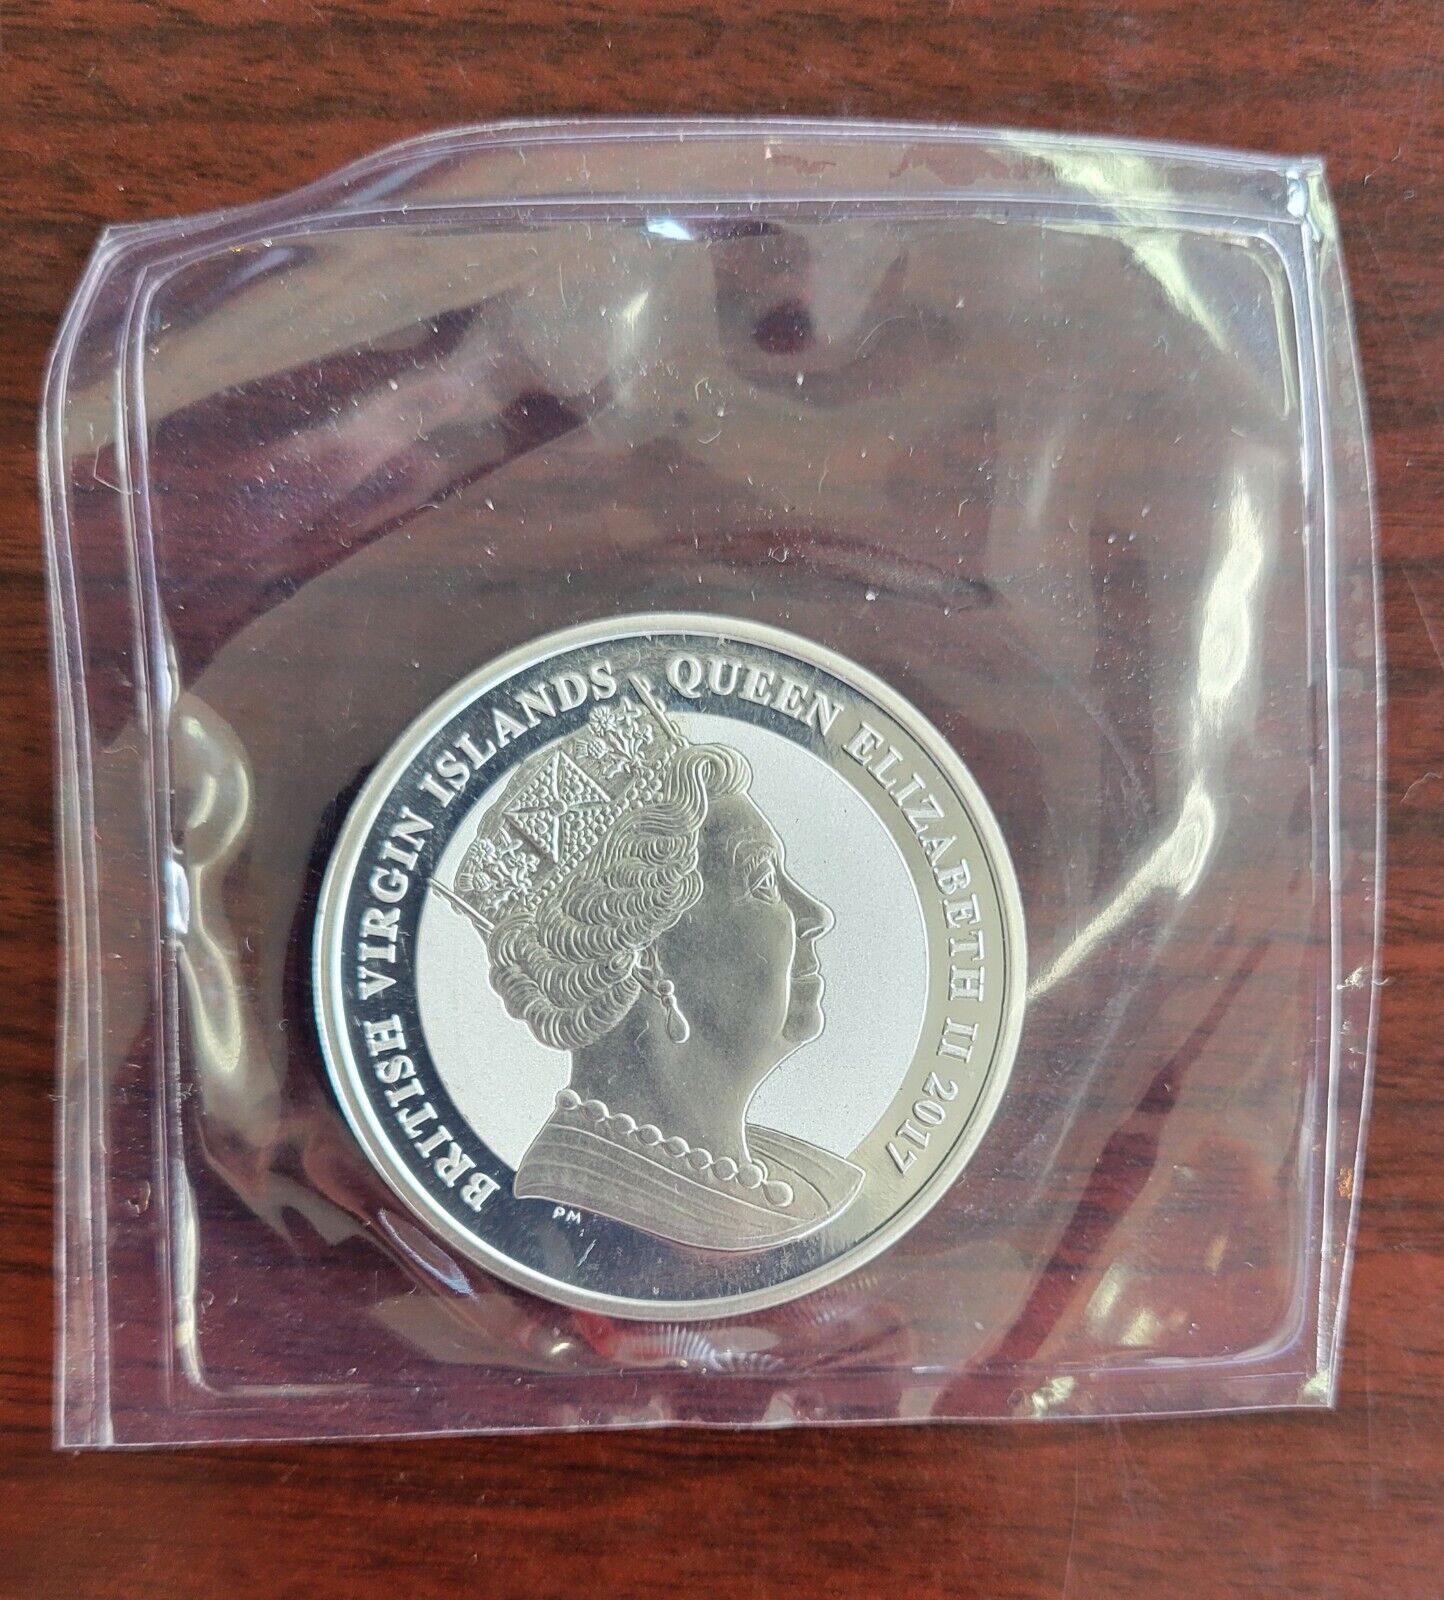 BRITISH VIRGIN ISLANDS QUEEN ELIZABETH II 2017
PM